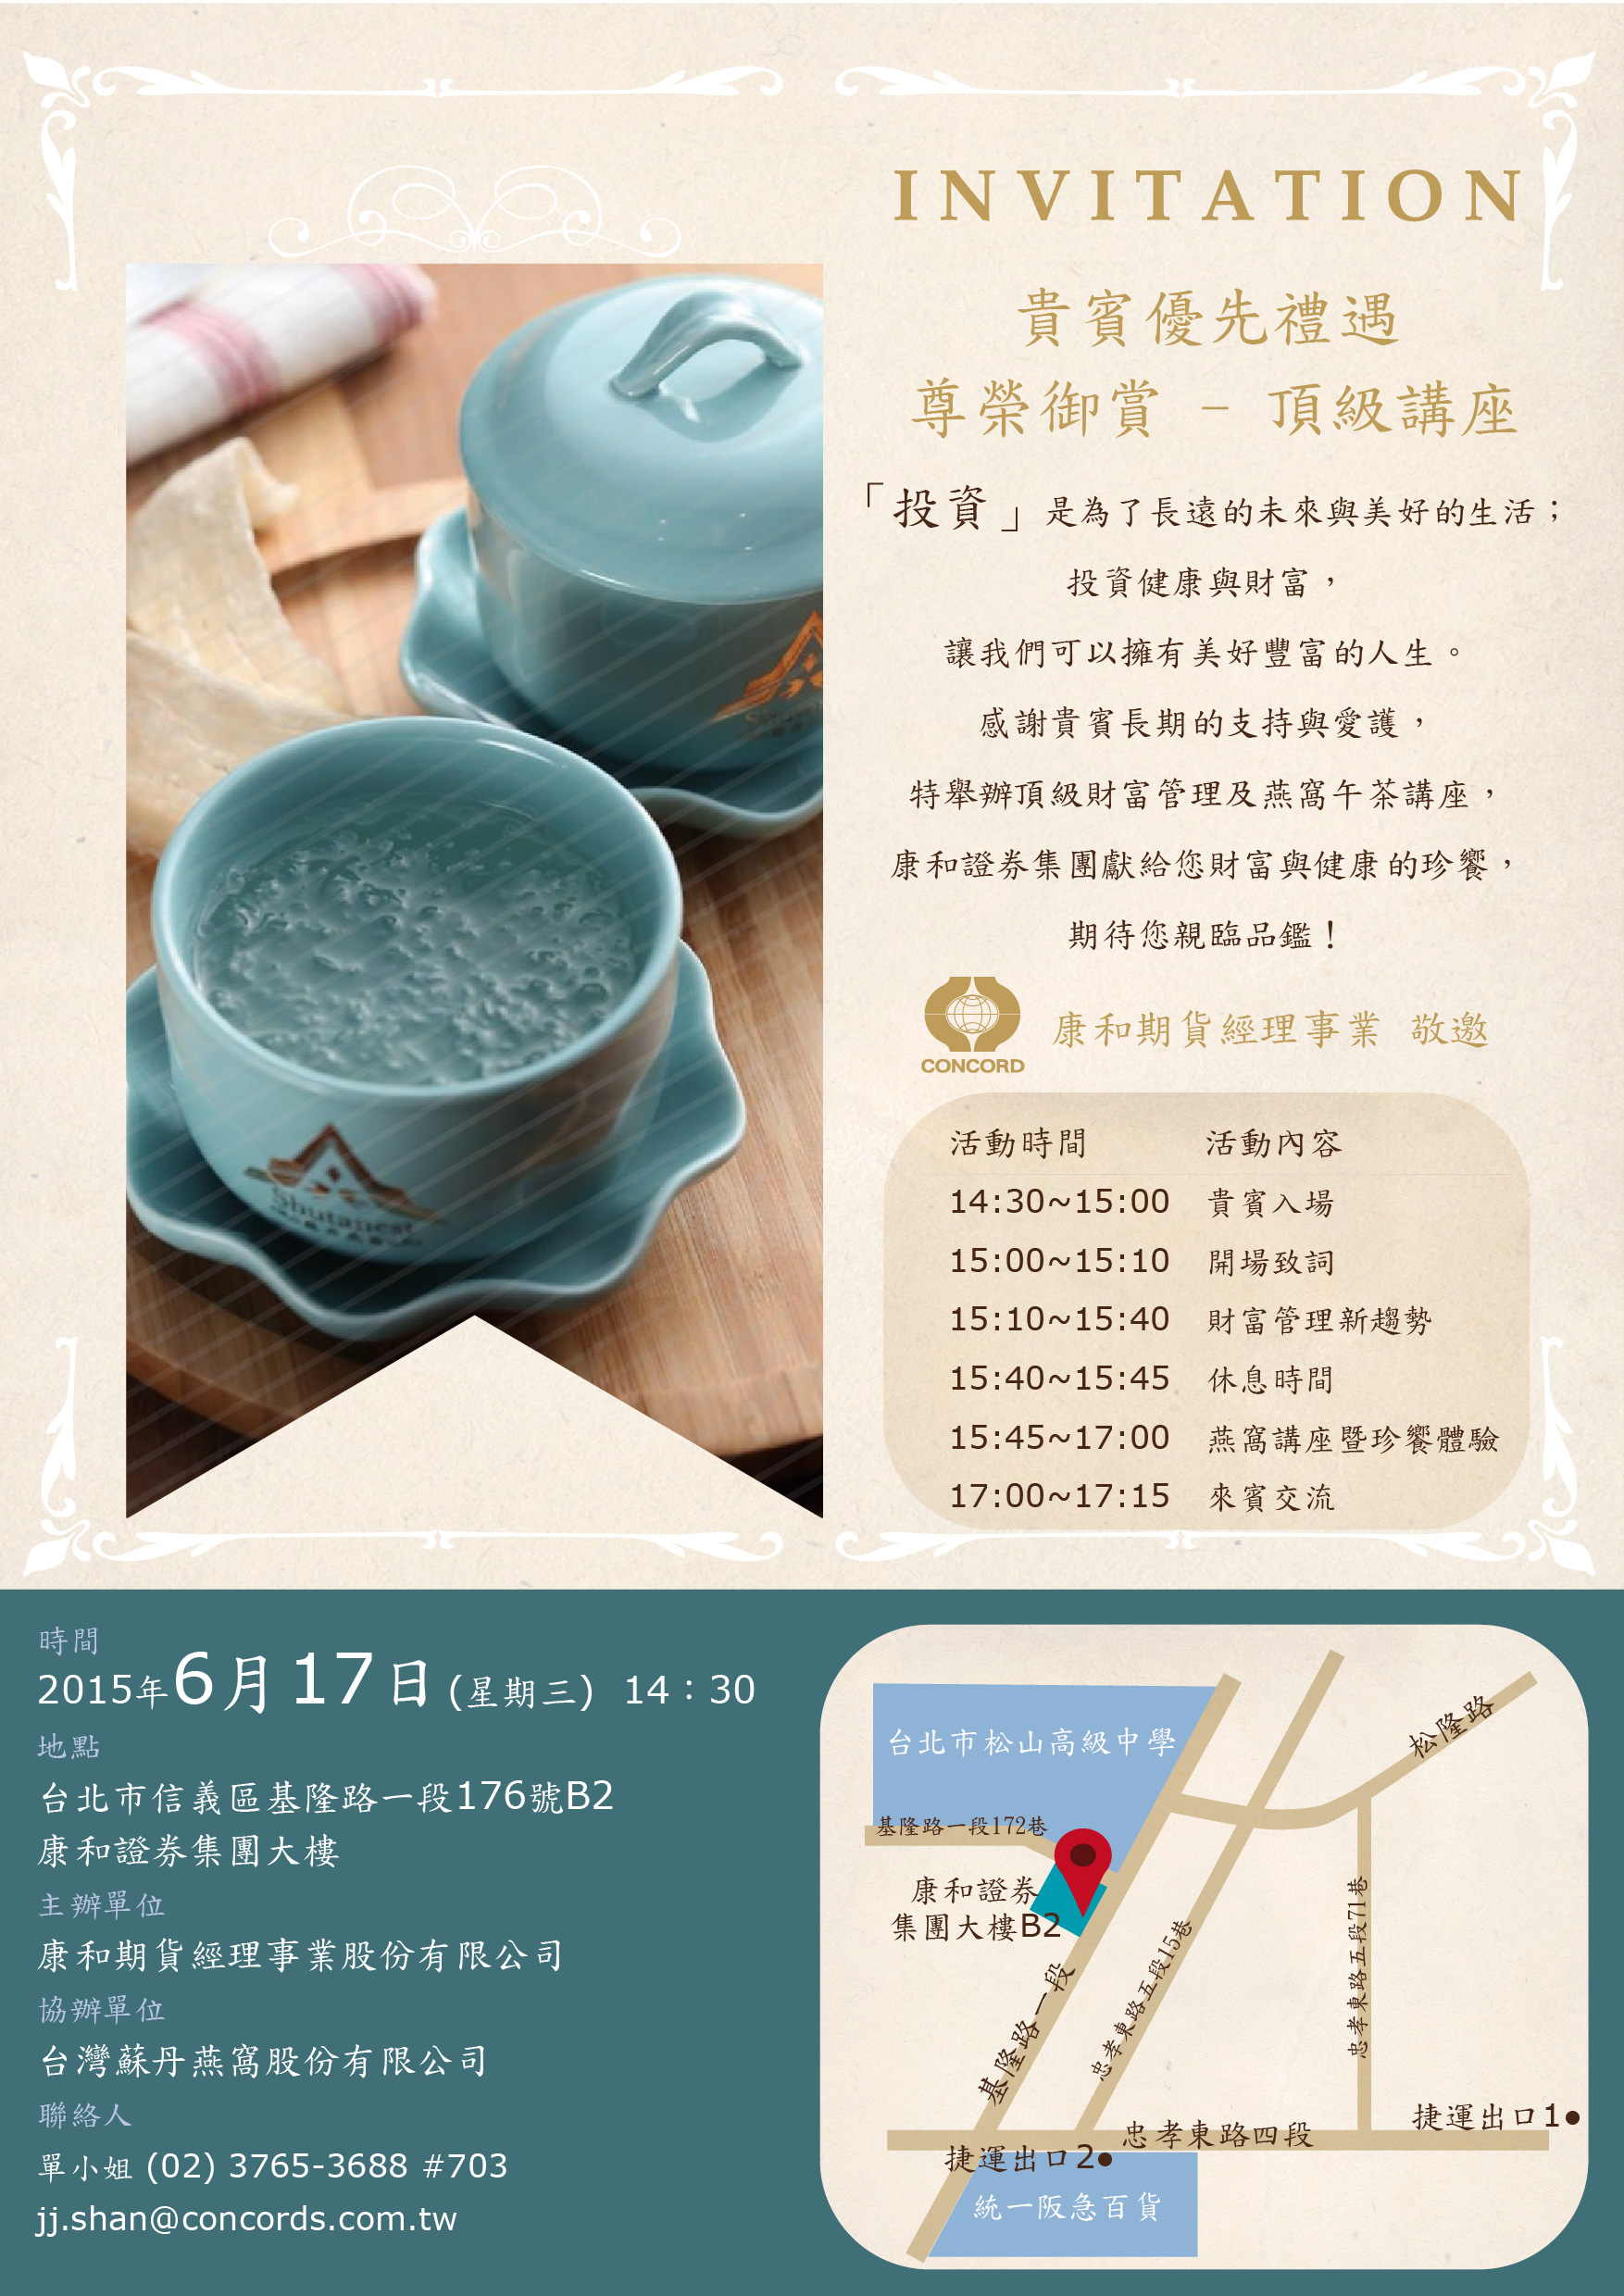 INVITATION
貴賓優先禮遇
尊榮御賞 – 頂級講座
「投資」是為了長遠的未來與美好的生活；
投資健康與財富，
讓我們可以擁有美好豐富的人生。
感謝貴賓長期的支持與愛護，
特舉辦頂級財富管理及燕窩午茶講座，
康和證券集團獻給您財富與健康的珍饗，
期待您親臨品鑑！
CONCORD
康和期貨經理事業 敬邀
活動時間 活動內容
14:30~15:00 貴賓入場
15:00~15:10 開場致詞
15:10~15:40 財富管理新趨勢
15:40~15:45 休息時間
15:45~17:00 燕窩講座暨珍饗體驗
17:00~17:15 來賓交流
Shutanest
時間
2015年6月17日(星期三) 14：30
地點
台北市信義區基隆路一段176號B2
康和證券集團大樓
主辦單位
康和期貨經理事業股份有限公司
協辦單位
台灣蘇丹燕窩股份有限公司
聯絡人
單小姐 (02) 3765-3688 #703
jj.shan@concords.com.tw
台北市松山高級中學
松隆路
基隆路一段172巷
康和證券
集團大樓B2
基隆路一段
忠孝東路五段15巷
忠孝東路五段71巷
捷運出口1
忠孝東路四段
捷運出口2
統一阪急百貨